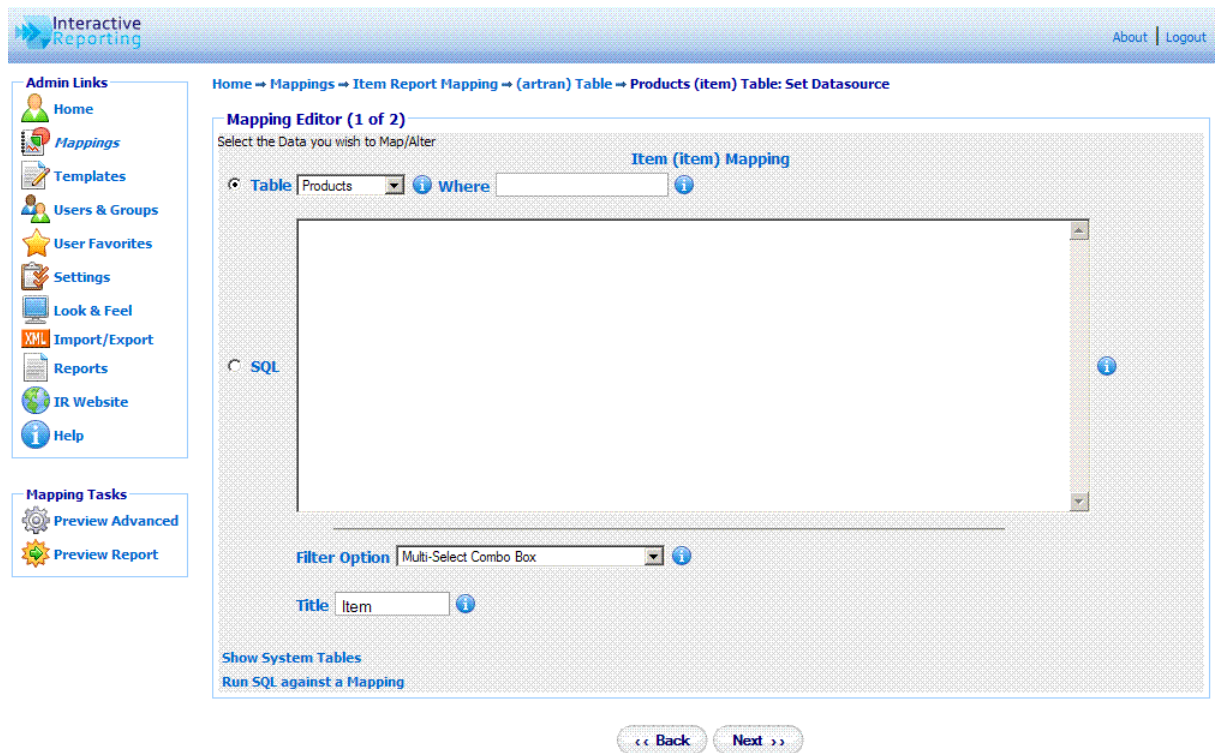 Interactive
Reporting
About | Logout
Admin Links
Home
Mappings
Templates
Users & Groups
User Favorites
Settings
Look & Feel
XML Import/Export
Reports
IR Website
Help
Mapping Tasks
Preview Advanced
Preview Report
Home → Mappings → Item Report Mapping → (artran) Table → Products (item) Table: Set Datasource
Mapping Editor (1 of 2)
Select the Data you wish to Map/Alter
Item (item) Mapping
Table Products Where
SQL
Filter Option Multi-Select Combo Box
Title Item
Show System Tables
Run SQL against a Mapping
‹‹ Back Next ››